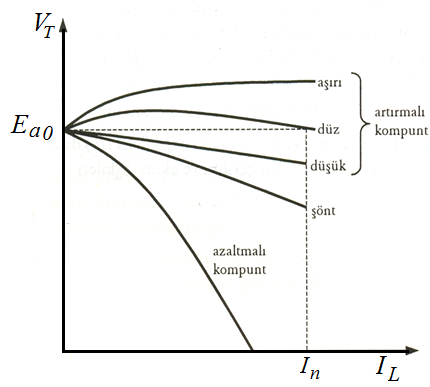 V_T
aşırı
artırmalı
kompunt
E_a0
düz
düşük
şönt
azaltmalı
kompunt
I_n
I_L